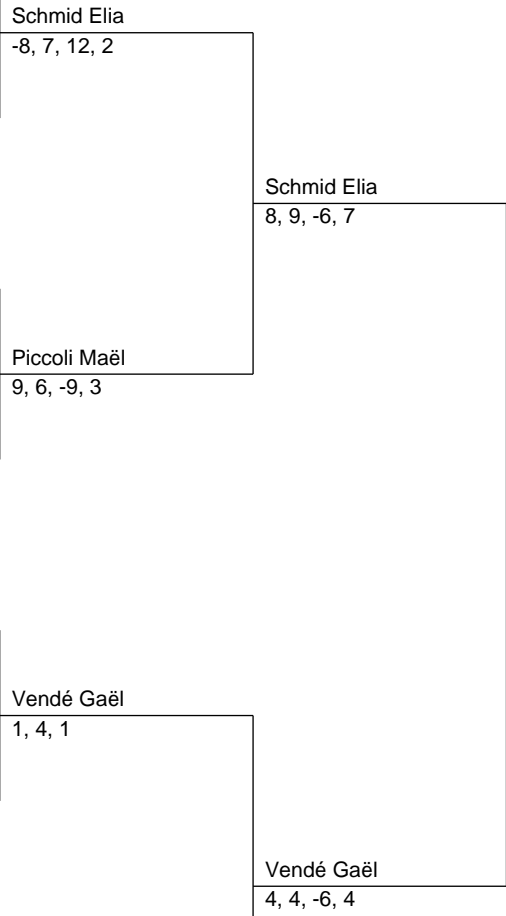 Schmid Elia
-8, 7, 12, 2
Schmid Elia
8, 9, -6, 7
Piccoli Maël
9, 6, -9, 3
Vendé Gaël
1, 4, 1
Vendé Gaël
4, 4, -6, 4